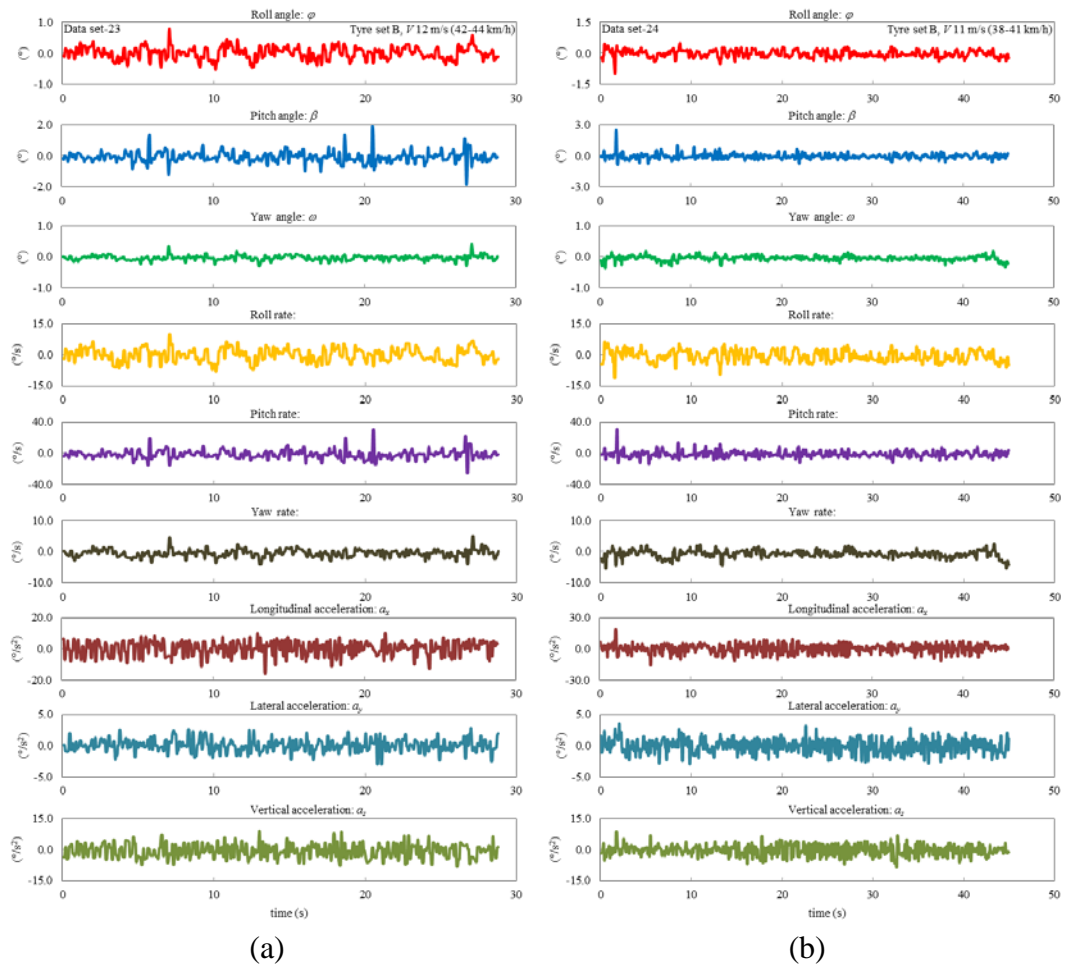 Roll angle: φ
Data set-23
Tyre set B, V 12 m/s (42-44 km/h)
1.0
0.0
1.0
(°)
0 10 20 30
Pitch angle: β
2.0
0.0
-2.0
(°)
0 10 20 30
Yaw angle: ω
1.0
0.0
-1.0
(°)
0 10 20 30
Roll rate:
15.0
0.0
-15.0
(°/s)
0 10 20 30
Pitch rate:
40.0
0.0
-40.0
(°/s)
0 10 20 30
Yaw rate:
10.0
0.0
-10.0
(°/s)
0 10 20 30
Longitudinal acceleration: aₓ
20.0
0.0
-20.0
(°/s²)
0 10 20 30
Lateral acceleration: aᵧ
5.0
0.0
-5.0
(°/s²)
0 10 20 30
Vertical acceleration: a_z
15.0
0.0
-15.0
(°/s²)
0 10 20 30
time (s)
(a)
Roll angle: φ
Data set-24
Tyre set B, V 11 m/s (38-41 km/h)
1.5
0.0
1.5
(°)
0 10 20 30 40 50
Pitch angle: β
3.0
0.0
-3.0
(°)
0 10 20 30 40 50
Yaw angle: ω
1.0
0.0
-1.0
(°)
0 10 20 30 40 50
Roll rate:
15.0
0.0
-15.0
(°/s)
0 10 20 30 40 50
Pitch rate:
40.0
0.0
-40.0
(°/s)
0 10 20 30 40 50
Yaw rate:
10.0
0.0
-10.0
(°/s)
0 10 20 30 40 50
Longitudinal acceleration: aₓ
30.0
0.0
-30.0
(°/s²)
0 10 20 30 40 50
Lateral acceleration: aᵧ
5.0
0.0
-5.0
(°/s²)
0 10 20 30 40 50
Vertical acceleration: a_z
15.0
0.0
-15.0
(°/s²)
0 10 20 30 40 50
time (s)
(b)